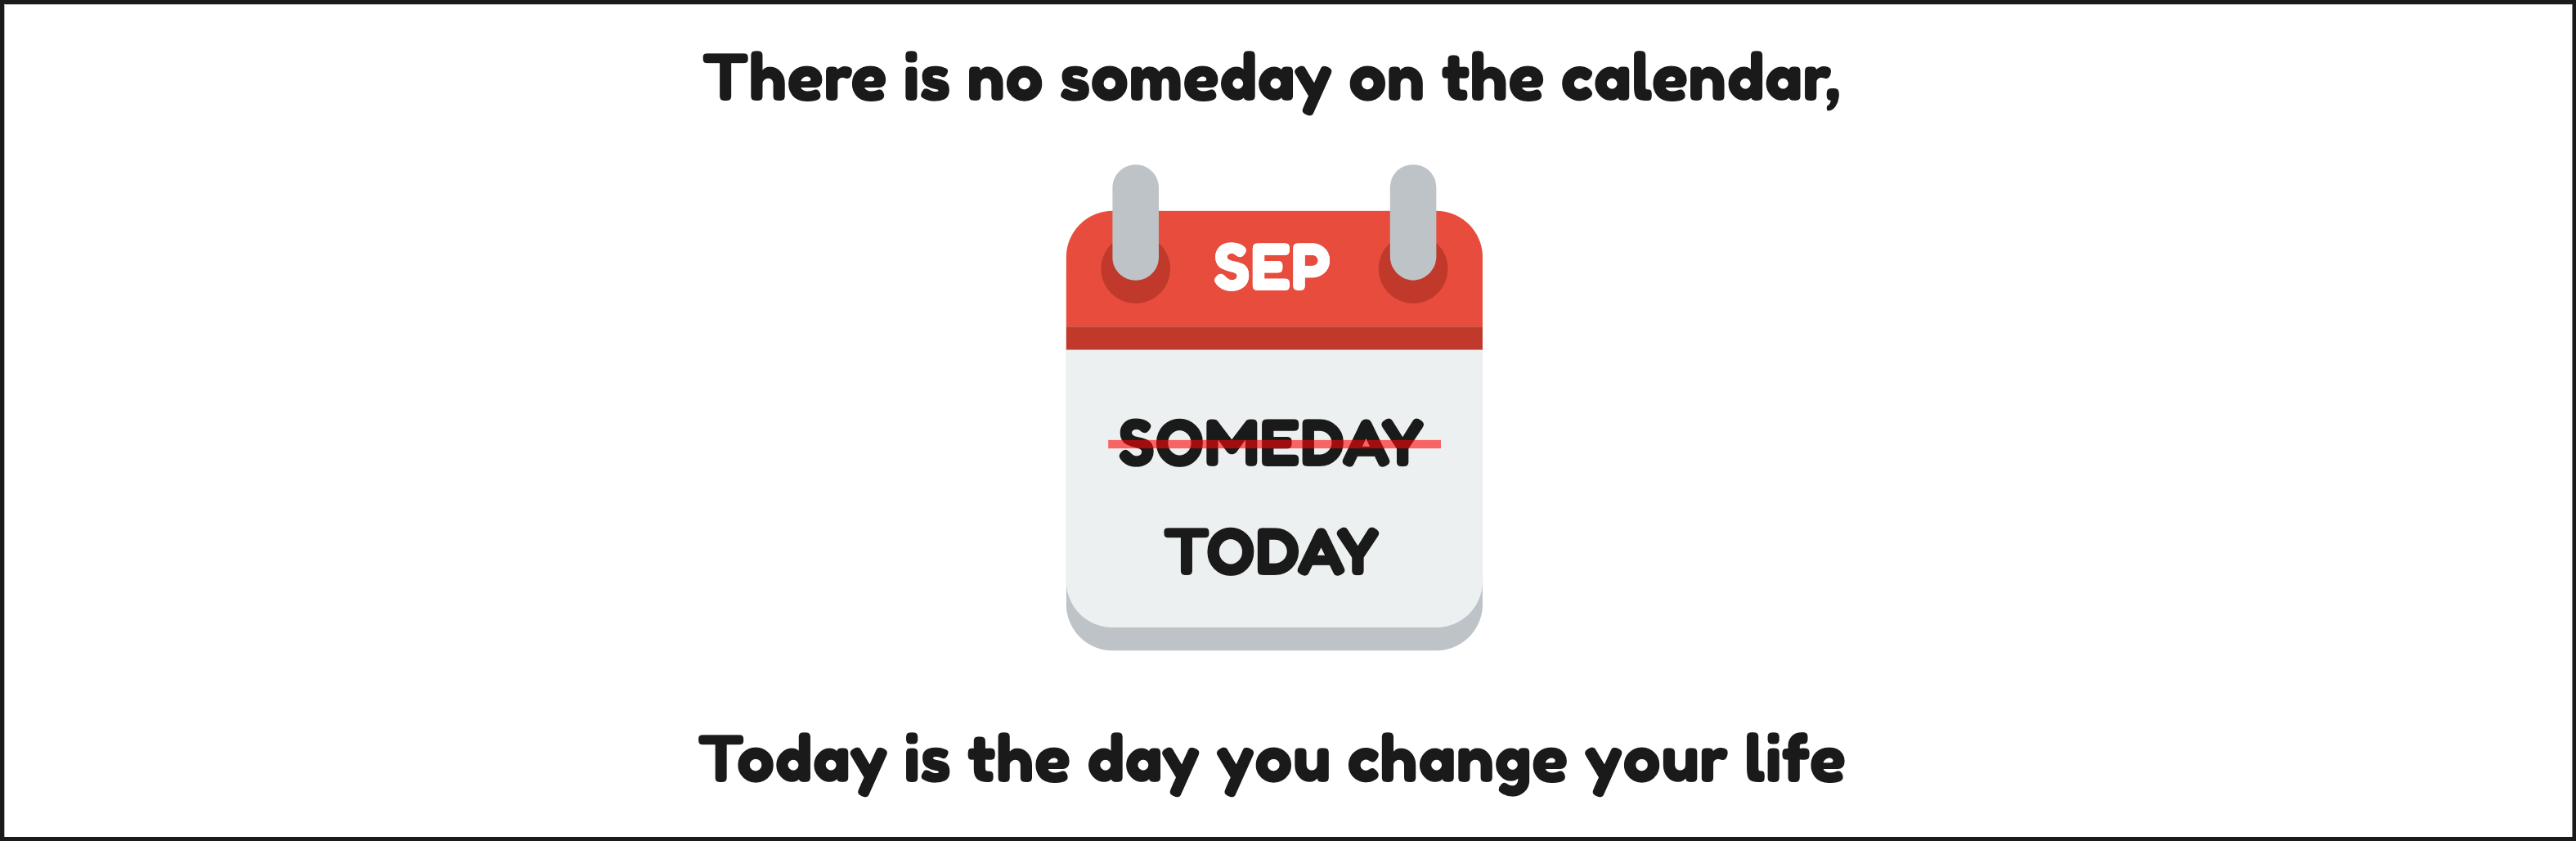 There is no someday on the calendar,
SEP
SOMEDAY
TODAY
Today is the day you change your life